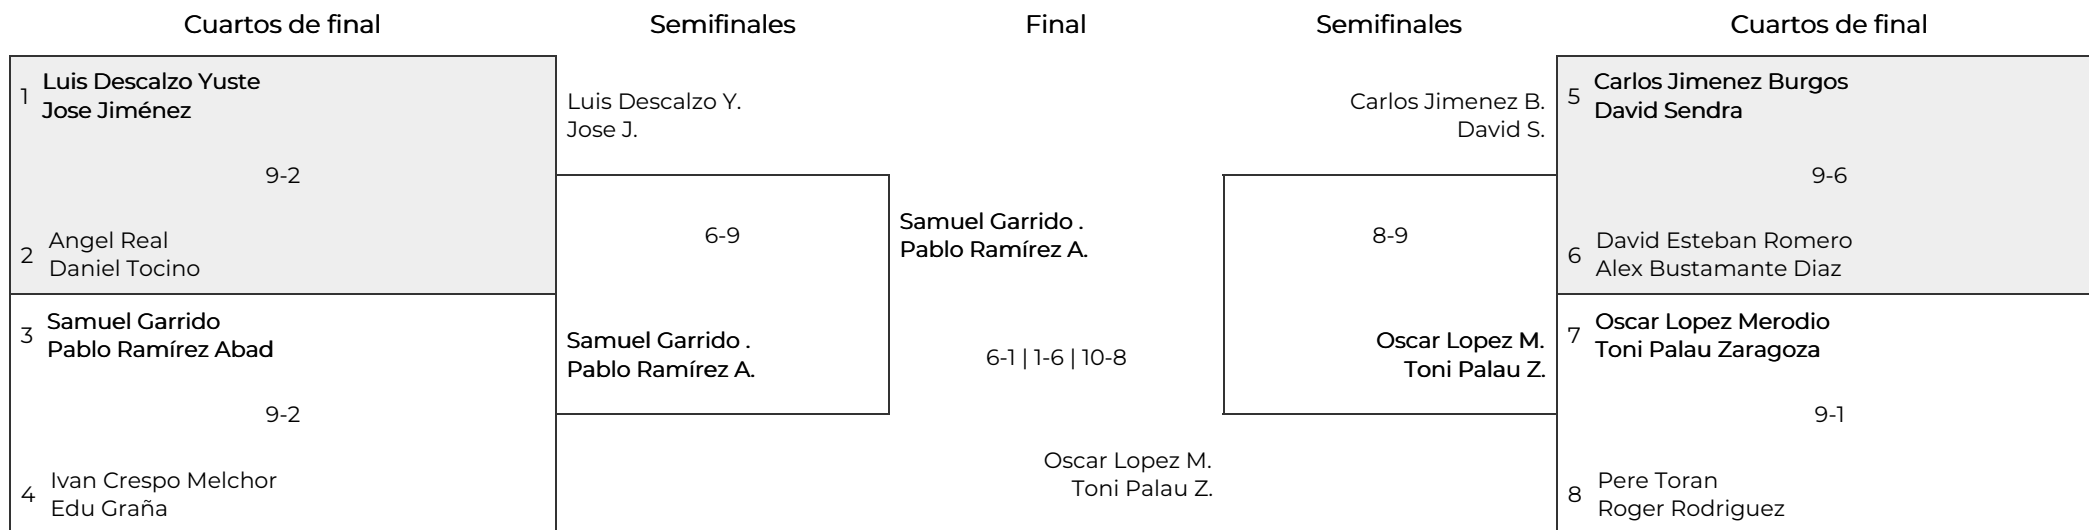 Cuartos de final
Semifinales
Final
Semifinales
Cuartos de final
1
Luis Descalzo Yuste
Jose Jiménez
9-2
2
Angel Real
Daniel Tocino
3
Samuel Garrido
Pablo Ramírez Abad
9-2
4
Ivan Crespo Melchor
Edu Graña
Luis Descalzo Y.
Jose J.
6-9
Samuel Garrido .
Pablo Ramírez A.
Samuel Garrido .
Pablo Ramírez A.
6-1 | 1-6 | 10-8
Oscar Lopez M.
Toni Palau Z.
Carlos Jimenez B.
David S.
8-9
Oscar Lopez M.
Toni Palau Z.
5
Carlos Jimenez Burgos
David Sendra
9-6
6
David Esteban Romero
Alex Bustamante Diaz
7
Oscar Lopez Merodio
Toni Palau Zaragoza
9-1
8
Pere Toran
Roger Rodriguez